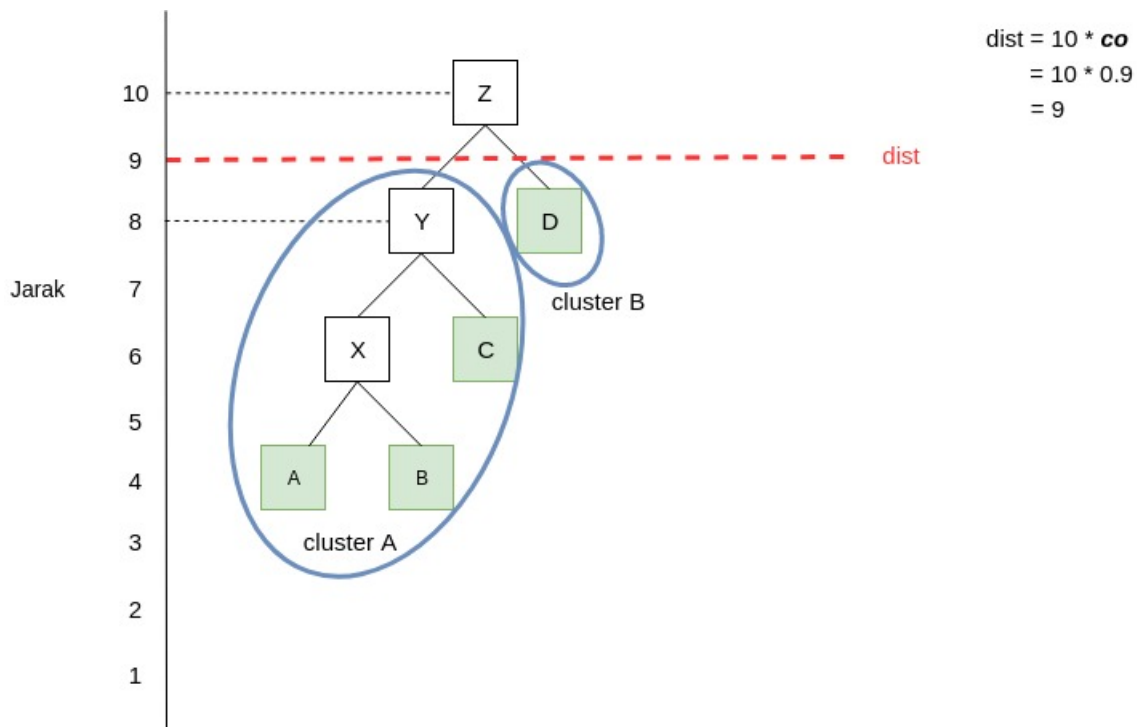 dist = 10 * co
= 10 * 0.9
= 9
10
Z
9
dist
8
Y
D
Jarak
7
cluster B
6
X
C
5
4
A
B
3
cluster A
2
1